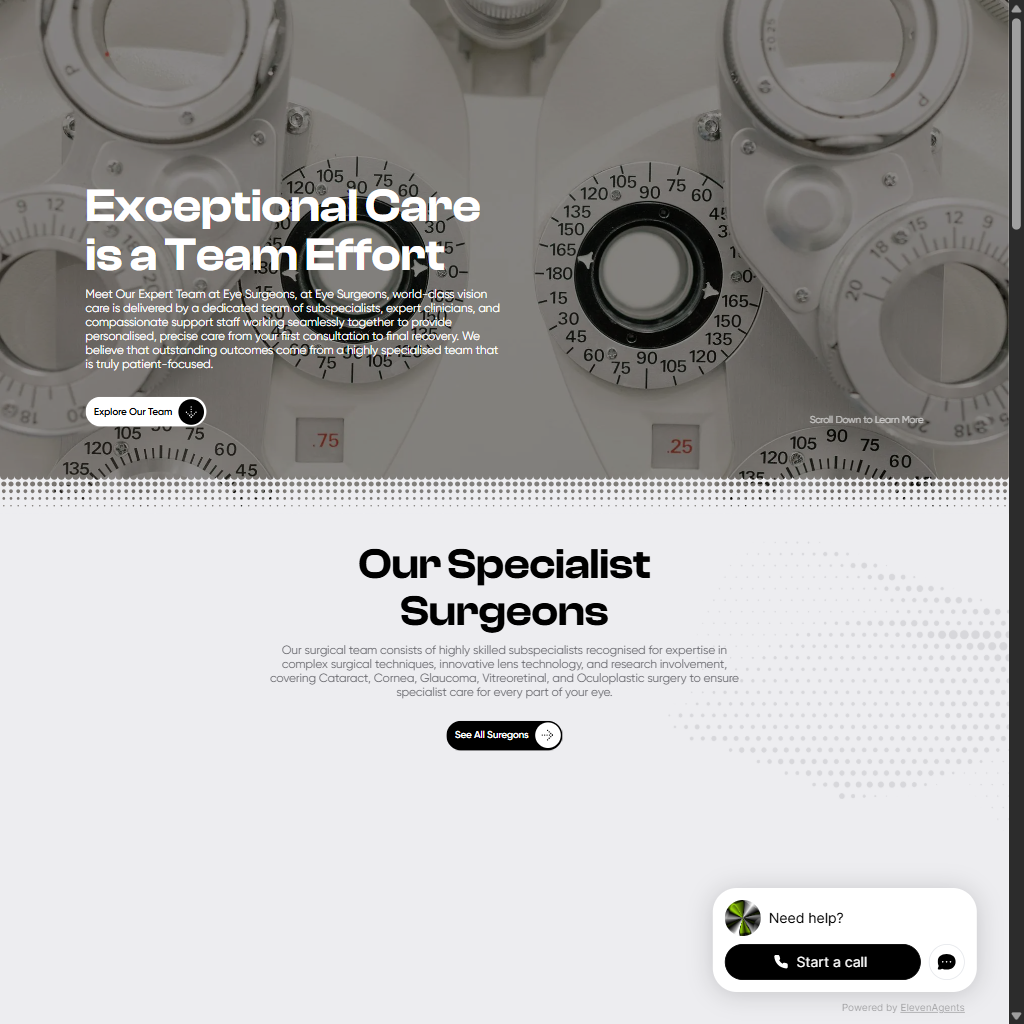 Exceptional Care
is a Team Effort
Meet Our Expert Team at Eye Surgeons, at Eye Surgeons, world-class vision
care is delivered by a dedicated team of subspecialists, expert clinicians, and
compassionate support staff working seamlessly together to provide
personalised, precise care from your first consultation to final recovery. We
believe that outstanding outcomes come from a highly specialised team that
is truly patient-focused.
Explore Our Team
Scroll Down to Learn More
.75
.25
Our Specialist
Surgeons
Our surgical team consists of highly skilled subspecialists recognised for expertise in
complex surgical techniques, innovative lens technology, and research involvement,
covering Cataract, Cornea, Glaucoma, Vitreoretinal, and Oculoplastic surgery to ensure
specialist care for every part of your eye.
See All Suregons
Need help?
Start a call
Powered by ElevenAgents